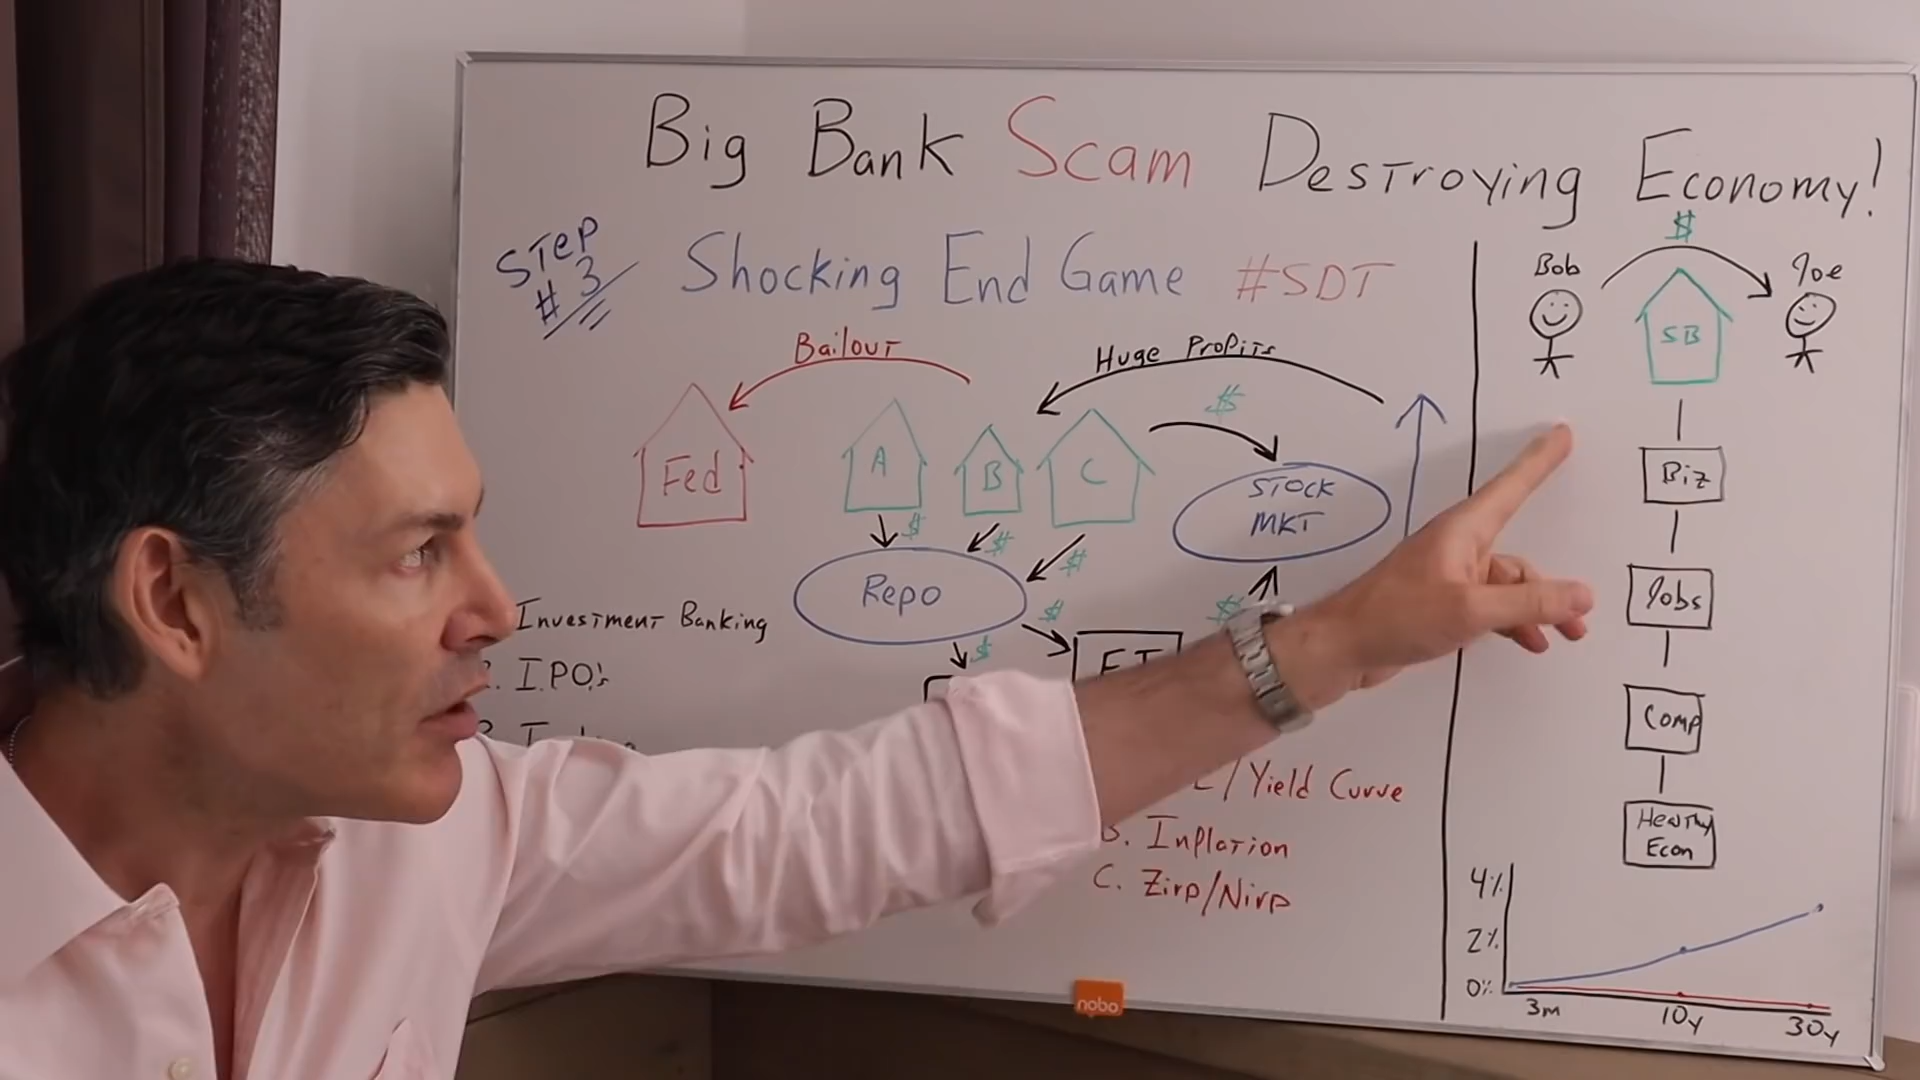 Big Bank Scam Destroying Economy!
STeP
#3
Shocking End Game #SDT
Bailout
Huge Profits
$
Fed
A
B
C
STOCK
MKT
$
$
$
Repo
$
$
$
Investment Banking
IPO's
/Yield Curve
B. Inflation
C. Zirp/Nirp
$
Bob
Joe
SB
Biz
Jobs
Comp
Healthy
Econ
4%
2%
0%
3m
10y
30y
nobo